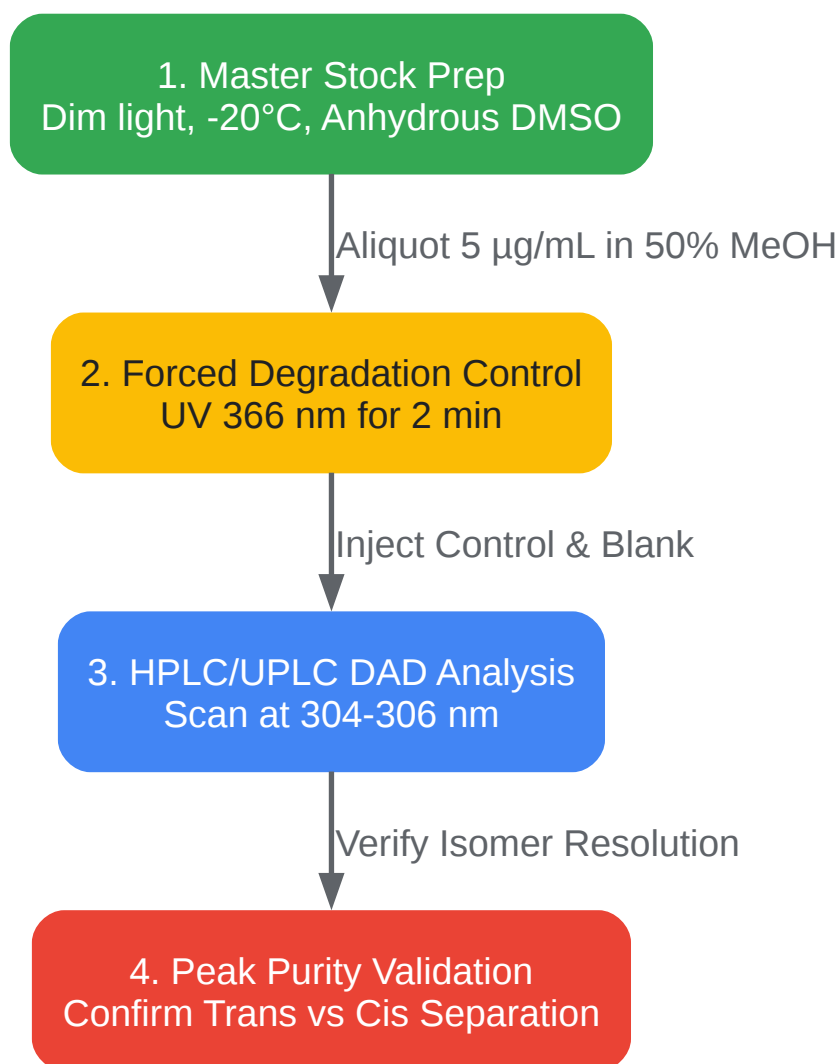 1. Master Stock Prep
Dim light, -20°C, Anhydrous DMSO
Aliquot 5 µg/mL in 50% MeOH
2. Forced Degradation Control
UV 366 nm for 2 min
Inject Control & Blank
3. HPLC/UPLC DAD Analysis
Scan at 304-306 nm
Verify Isomer Resolution
4. Peak Purity Validation
Confirm Trans vs Cis Separation